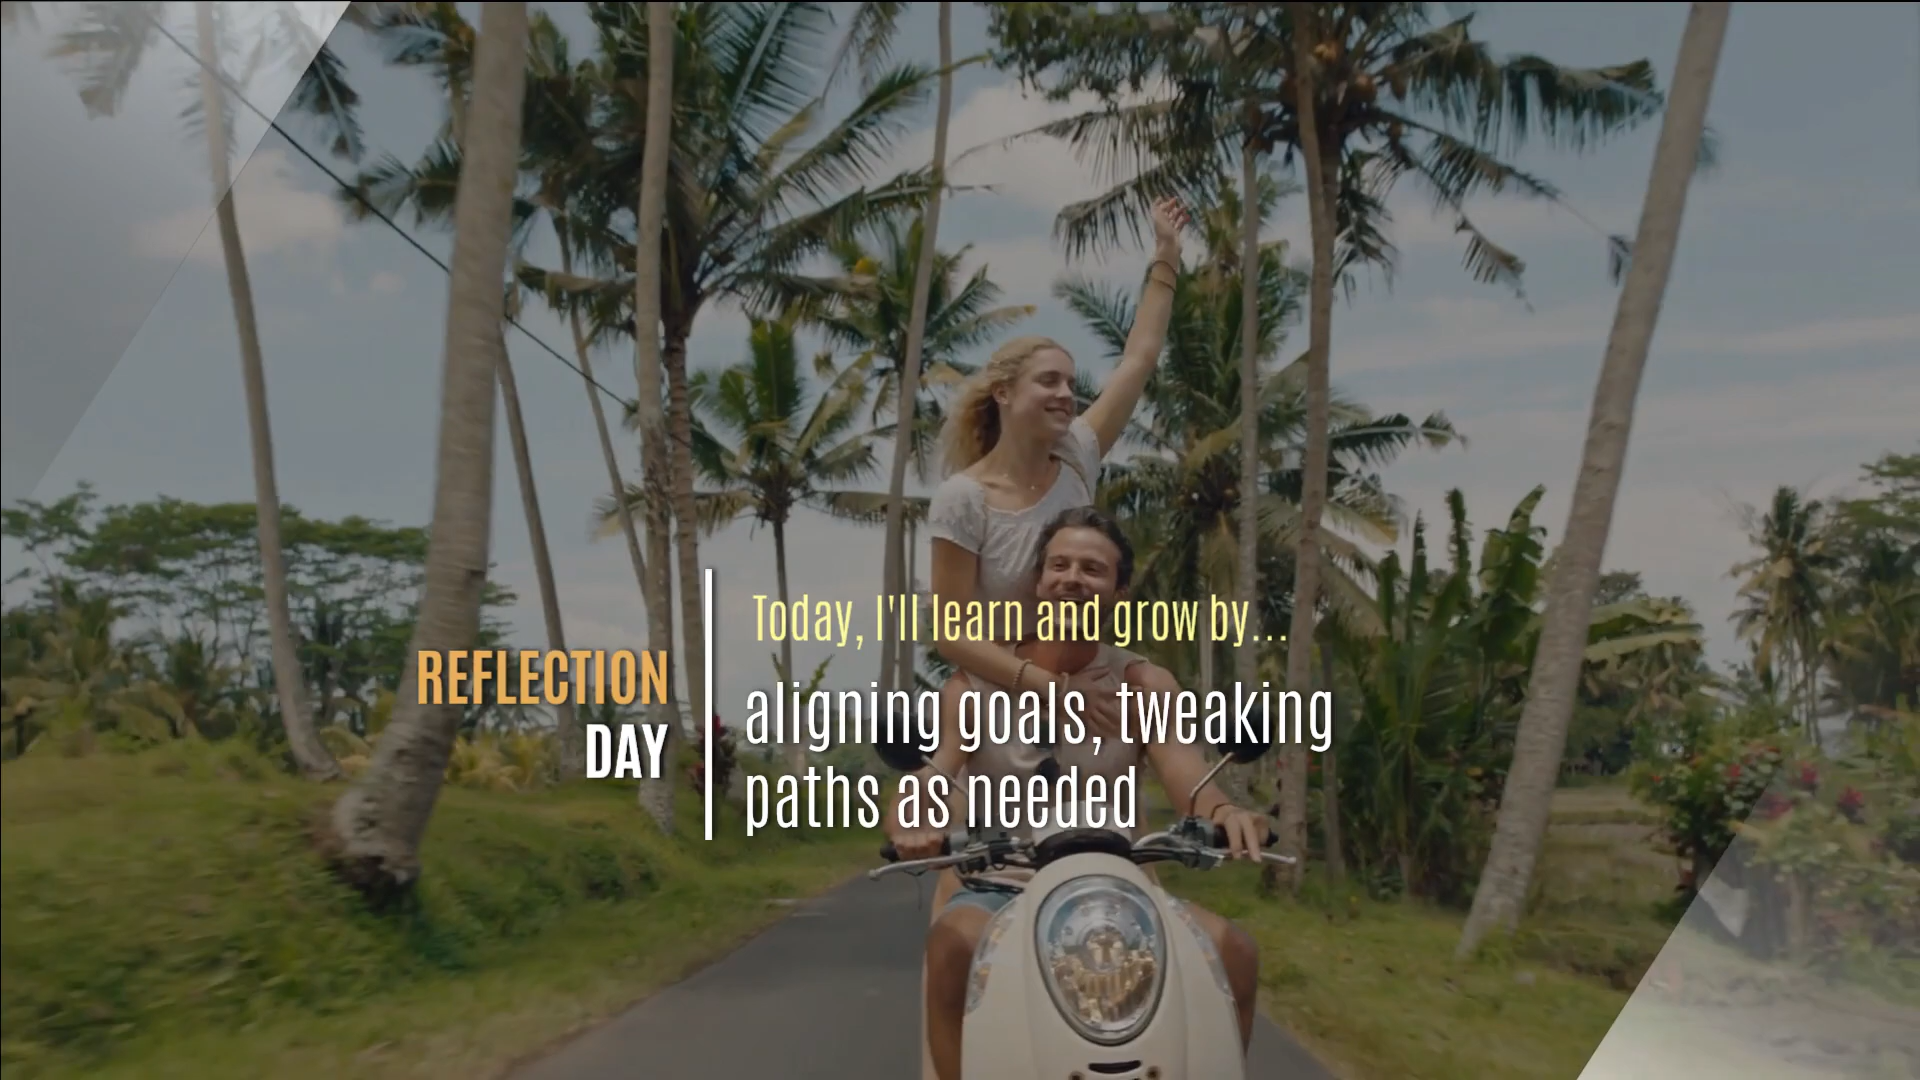 REFLECTION
DAY
Today, I'll learn and grow by...
aligning goals, tweaking
paths as needed